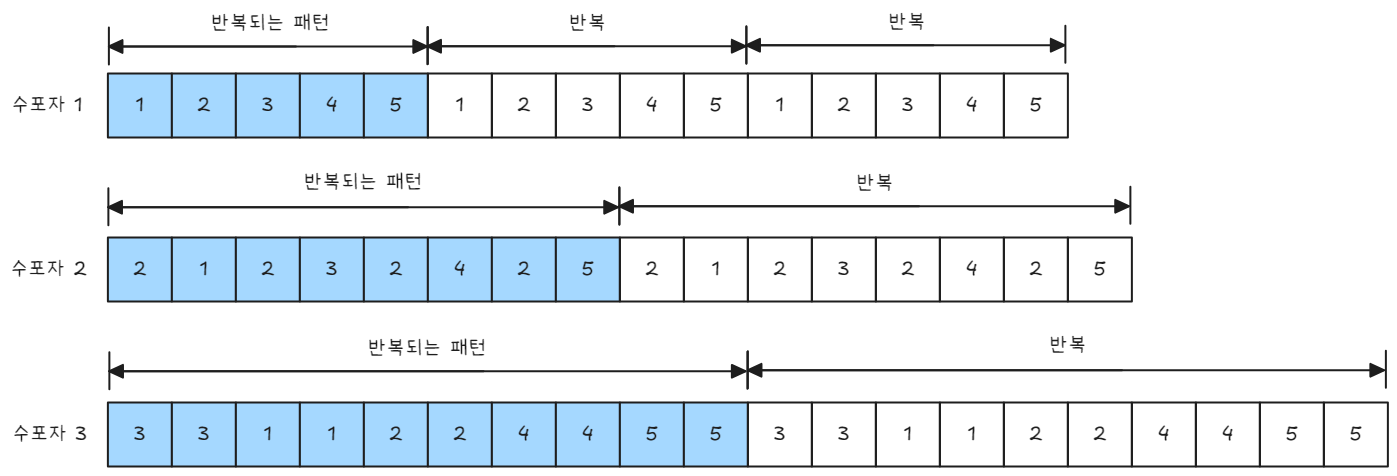 반복되는 패턴 반복 반복
수포자 1 1 2 3 4 5 1 2 3 4 5 1 2 3 4 5
반복되는 패턴 반복
수포자 2 2 1 2 3 2 4 2 5 2 1 2 3 2 4 2 5
반복되는 패턴 반복
수포자 3 3 3 1 1 2 2 4 4 5 5 3 3 1 1 2 2 4 4 5 5